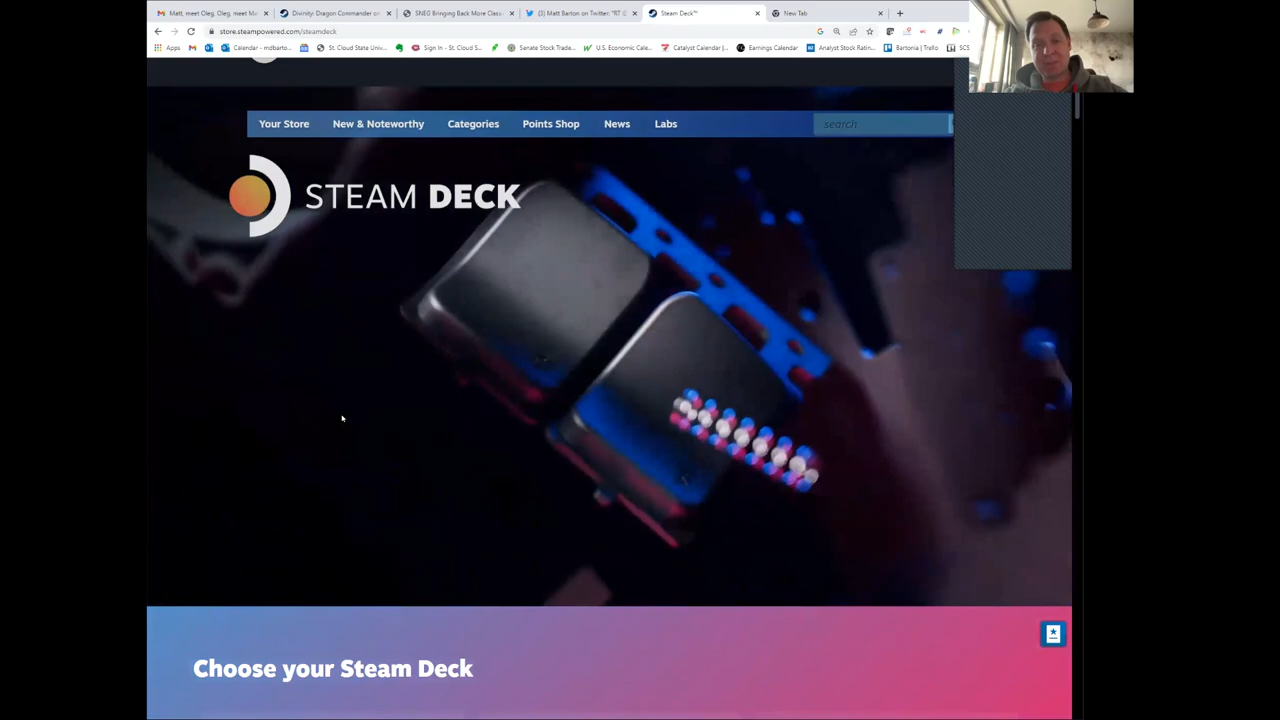 Matt, meet Oleg. Oleg, meet M
Divinity: Dragon Commander on
SNEG Bringing Back More Class
(3) Matt Barton on Twitter: "RT @
Steam Deck™
New Tab
store.steampowered.com/steamdeck
Apps
Calendar - mdbarto...
St. Cloud State Univ...
Sign In - St. Cloud S...
Senate Stock Trade...
U.S. Economic Cale...
Catalyst Calendar |...
Earnings Calendar
Analyst Stock Ratin...
Bartonia | Trello
SCS
Your Store
New & Noteworthy
Categories
Points Shop
News
Labs
search
STEAM DECK
Choose your Steam Deck